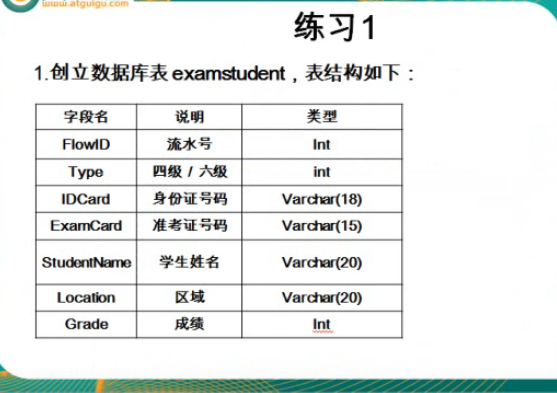 www.atguigu.com
练习1
1.创立数据库表 examstudent，表结构如下：
字段名 说明 类型
FlowID 流水号 Int
Type 四级 / 六级 int
IDCard 身份证号码 Varchar(18)
ExamCard 准考证号码 Varchar(15)
StudentName 学生姓名 Varchar(20)
Location 区域 Varchar(20)
Grade 成绩 Int